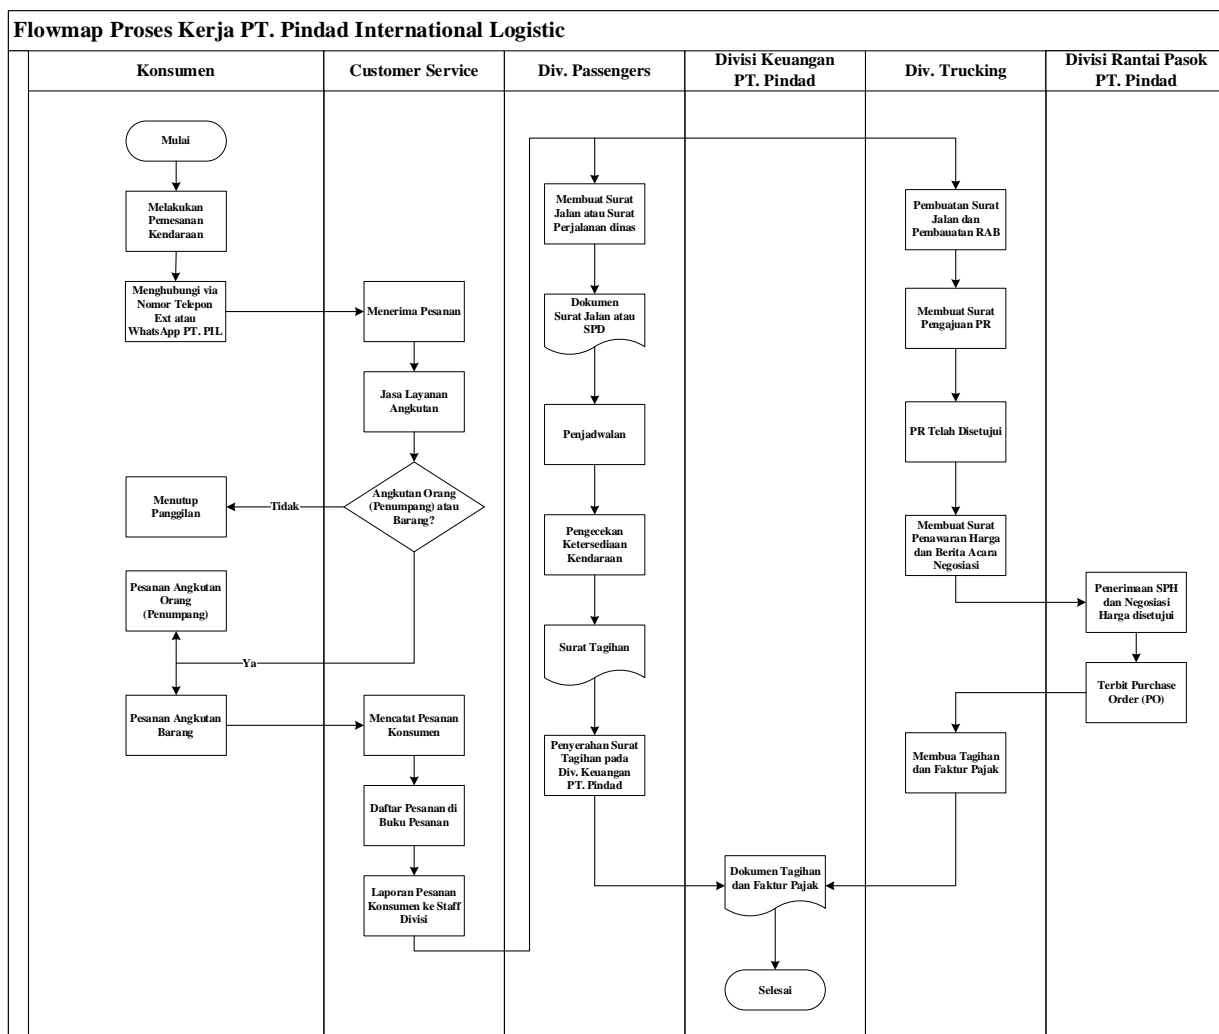 Flowmap Proses Kerja PT. Pindad International Logistic
Konsumen
Customer Service
Div. Passengers
Divisi Keuangan
PT. Pindad
Div. Trucking
Divisi Rantai Pasok
PT. Pindad
Mulai
Melakukan
Pemesanan
Kendaraan
Menghubungi via
Nomor Telepon
Ext atau
WhatsApp PT. PIL
Menutup
Panggilan
Tidak
Pesanan Angkutan
Orang
(Penumpang)
Ya
Pesanan Angkutan
Barang
Menerima Pesanan
Jasa Layanan
Angkutan
Angkutan Orang
(Penumpang) atau
Barang?
Mencatat Pesanan
Konsumen
Daftar Pesanan di
Buku Pesanan
Laporan Pesanan
Konsumen ke Staff
Divisi
Membuat Surat
Jalan atau Surat
Perjalanan dinas
Dokumen
Surat Jalan atau
SPD
Penjadwalan
Pengecekan
Ketersediaan
Kendaraan
Surat Tagihan
Penyerahan Surat
Tagihan pada
Div. Keuangan
PT. Pindad
Dokumen Tagihan
dan Faktur Pajak
Selesai
Pembuatan Surat
Jalan dan
Pembauatan RAB
Membuat Surat
Pengajuan PR
PR Telah Disetujui
Membuat Surat
Penawaran Harga
dan Berita Acara
Negosiasi
Membua Tagihan
dan Faktur Pajak
Penerimaan SPH
dan Negosiasi
Harga disetujui
Terbit Purchase
Order (PO)